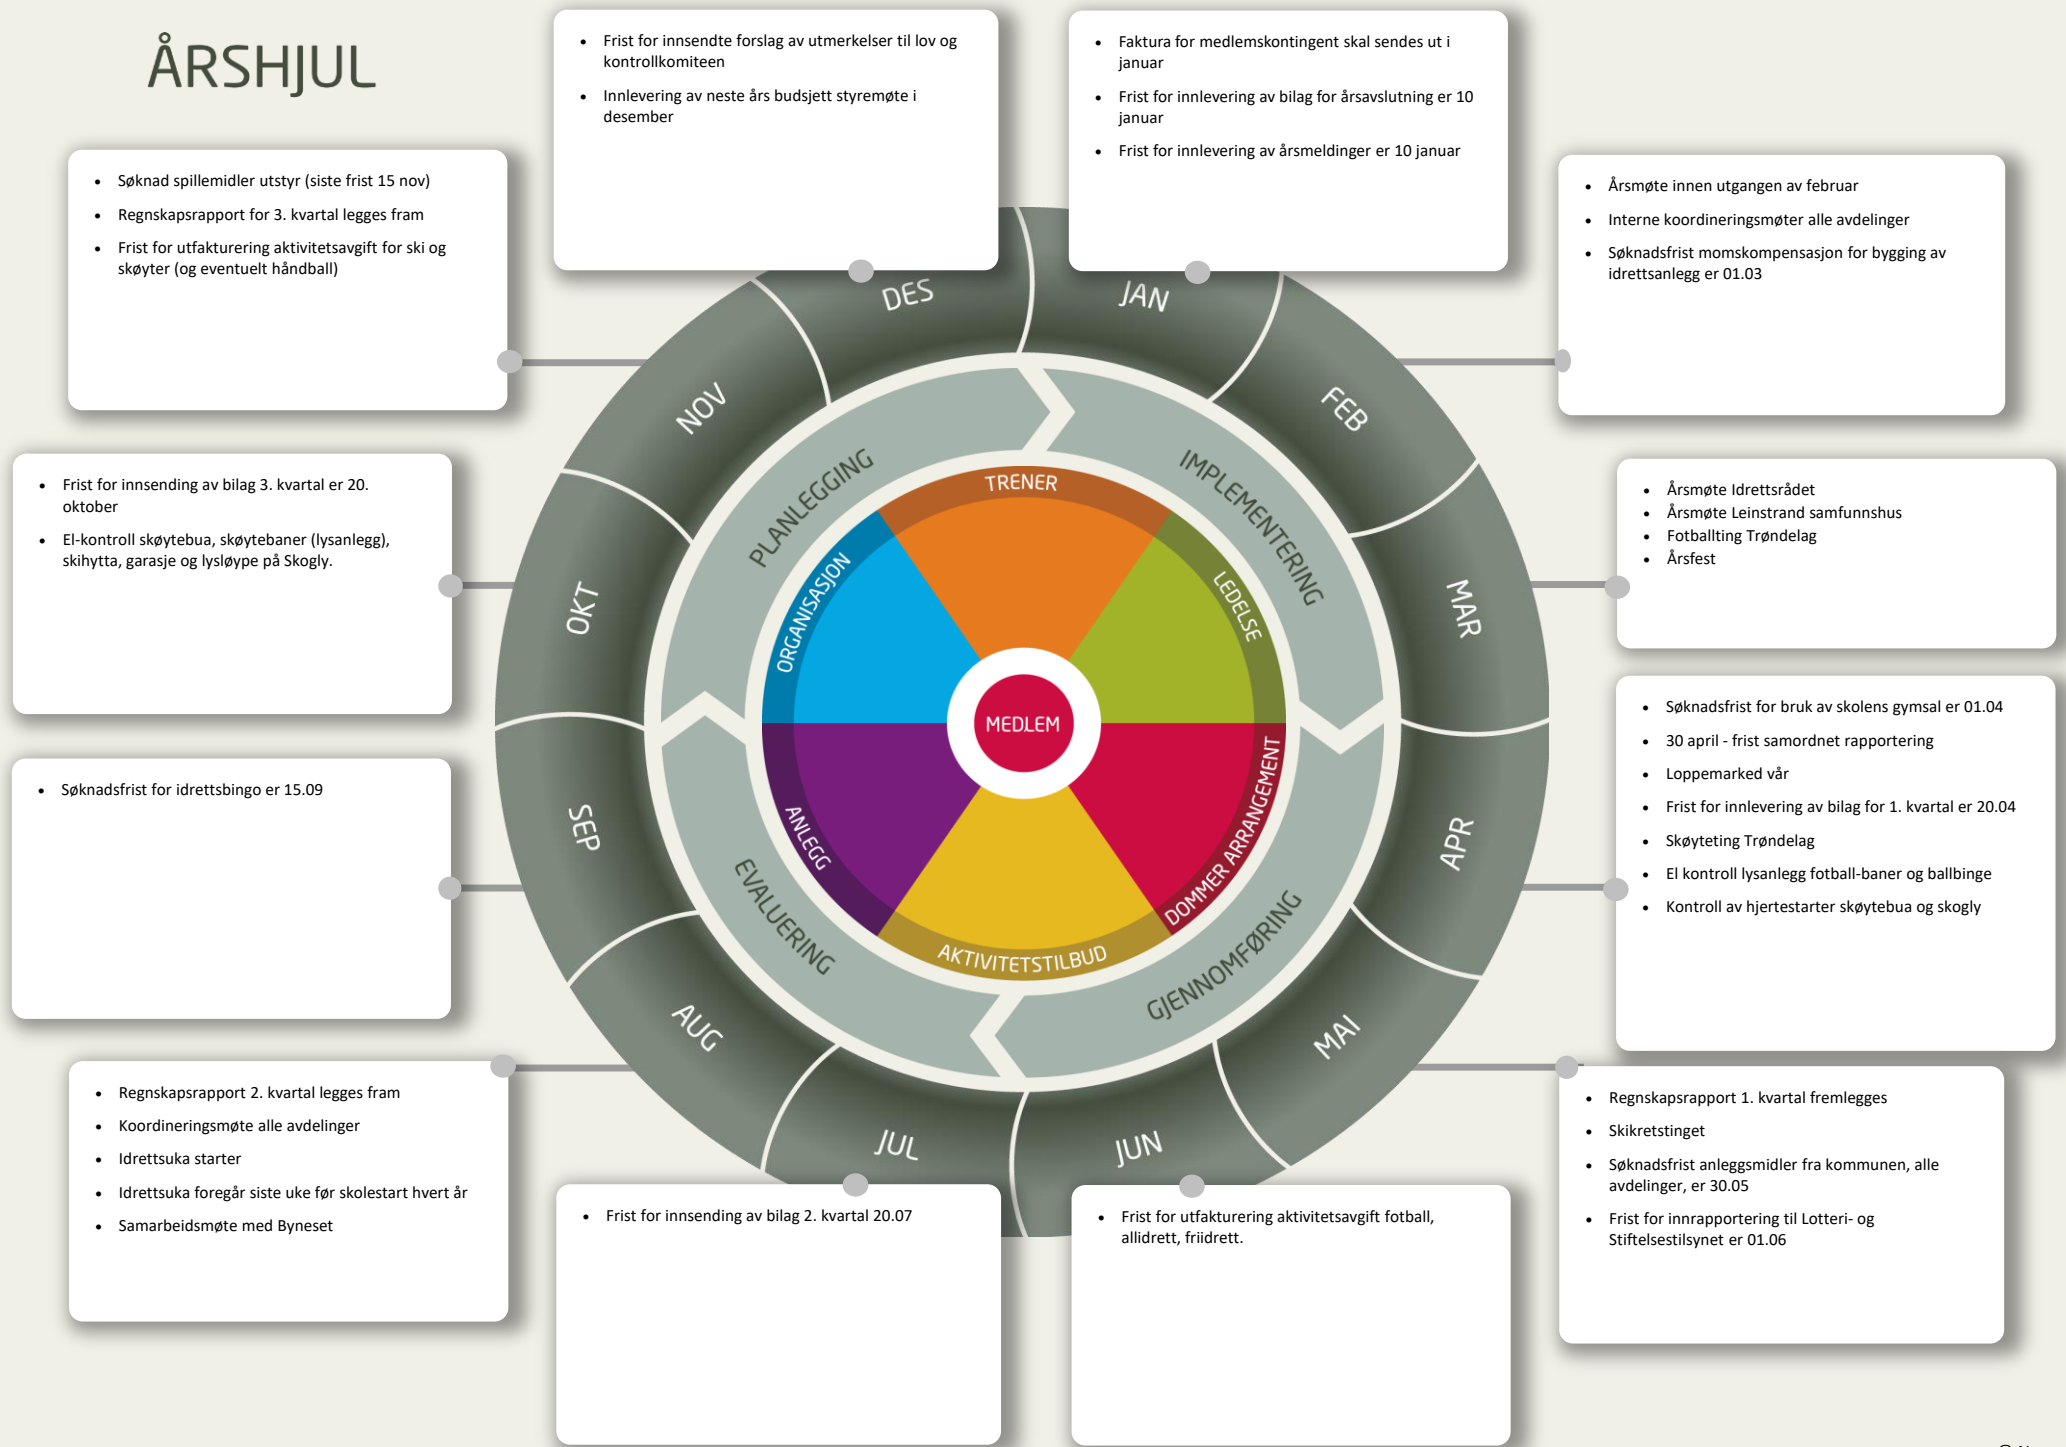 ÅRSHJUL
• Frist for innsendte forslag av utmerkelser til lov og
kontrollkomiteen
• Innlevering av neste års budsjett styremøte i
desember
• Faktura for medlemskontingent skal sendes ut i
januar
• Frist for innlevering av bilag for årsavslutning er 10
januar
• Frist for innlevering av årsmeldinger er 10 januar
• Søknad spillemidler utstyr (siste frist 15 nov)
• Regnskapsrapport for 3. kvartal legges fram
• Frist for utfakturering aktivitetsavgift for ski og
skøyter (og eventuelt håndball)
• Årsmøte innen utgangen av februar
• Interne koordineringsmøter alle avdelinger
• Søknadsfrist momskompensasjon for bygging av
idrettsanlegg er 01.03
• Frist for innsending av bilag 3. kvartal er 20.
oktober
• El-kontroll skøytebua, skøytebaner (lysanlegg),
skihytta, garasje og lysløype på Skogly.
• Årsmøte Idrettsrådet
• Årsmøte Leinstrand samfunnshus
• Fotballting Trøndelag
• Årsfest
• Søknadsfrist for idrettsbingo er 15.09
• Søknadsfrist for bruk av skolens gymsal er 01.04
• 30 april - frist samordnet rapportering
• Loppemarked vår
• Frist for innlevering av bilag for 1. kvartal er 20.04
• Skøyteting Trøndelag
• El kontroll lysanlegg fotball-baner og ballbinge
• Kontroll av hjertestarter skøytebua og skogly
• Regnskapsrapport 2. kvartal legges fram
• Koordineringsmøte alle avdelinger
• Idrettsuka starter
• Idrettsuka foregår siste uke før skolestart hvert år
• Samarbeidsmøte med Byneset
• Frist for innsending av bilag 2. kvartal 20.07
• Frist for utfakturering aktivitetsavgift fotball,
allidrett, friidrett.
• Regnskapsrapport 1. kvartal fremlegges
• Skikretstinget
• Søknadsfrist anleggsmidler fra kommunen, alle
avdelinger, er 30.05
• Frist for innrapportering til Lotteri- og
Stiftelsestilsynet er 01.06
JAN
FEB
MAR
APR
MAI
JUN
JUL
AUG
SEP
OKT
NOV
DES
PLANLEGGING
IMPLEMENTERING
GJENNOMFØRING
EVALUERING
TRENER
LEDELSE
DOMMER ARRANGEMENT
AKTIVITETSTILBUD
ANLEGG
ORGANISASJON
MEDLEM